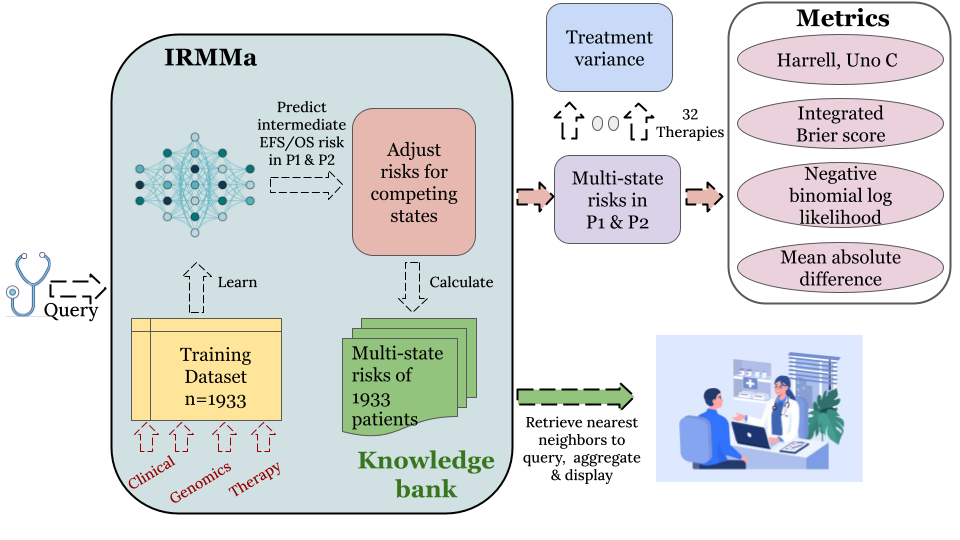 IRMMa
Predict
intermediate
EFS/OS risk
in P1 & P2
Adjust
risks for
competing
states
Learn
Calculate
Query
Training
Dataset
n=1933
Clinical
Genomics
Therapy
Multi-state
risks of
1933
patients
Knowledge
bank
Treatment
variance
32
Therapies
Multi-state
risks in
P1 & P2
Metrics
Harrell, Uno C
Integrated
Brier score
Negative
binomial log
likelihood
Mean absolute
difference
Retrieve nearest
neighbors to
query, aggregate
& display